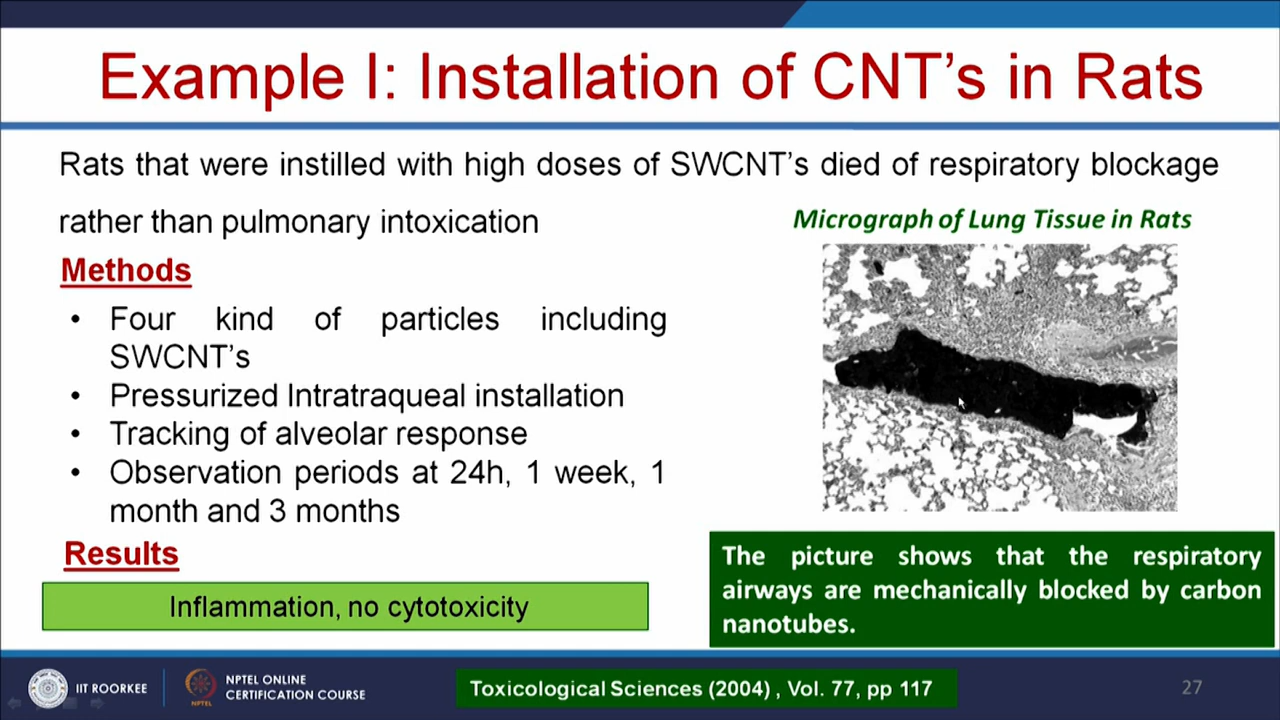 Example I: Installation of CNT’s in Rats
Rats that were instilled with high doses of SWCNT’s died of respiratory blockage
rather than pulmonary intoxication
Methods
• Four kind of particles including
SWCNT’s
• Pressurized Intratraqueal installation
• Tracking of alveolar response
• Observation periods at 24h, 1 week, 1
month and 3 months
Results
Inflammation, no cytotoxicity
Micrograph of Lung Tissue in Rats
The picture shows that the respiratory
airways are mechanically blocked by carbon
nanotubes.
IIT ROORKEE
NPTEL
NPTEL ONLINE
CERTIFICATION COURSE
Toxicological Sciences (2004) , Vol. 77, pp 117
27